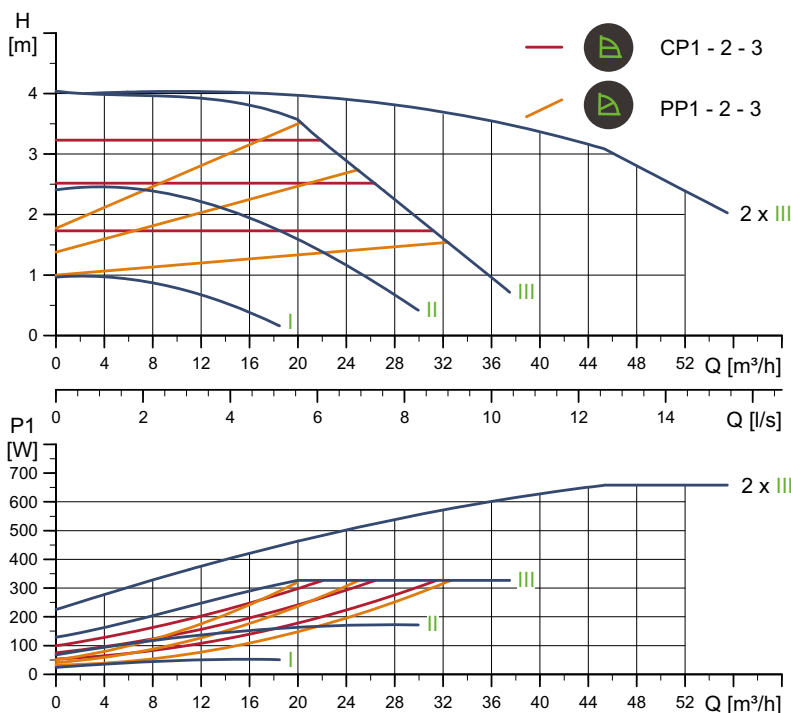 H
[m]
CP1 - 2 - 3
PP1 - 2 - 3
4
3
2
1
0
2 x III
III
II
I
0 4 8 12 16 20 24 28 32 36 40 44 48 52 Q [m³/h]
0 2 4 6 8 10 12 14 Q [l/s]
P1
[W]
700
600
500
400
300
200
100
0
2 x III
III
II
I
0 4 8 12 16 20 24 28 32 36 40 44 48 52 Q [m³/h]